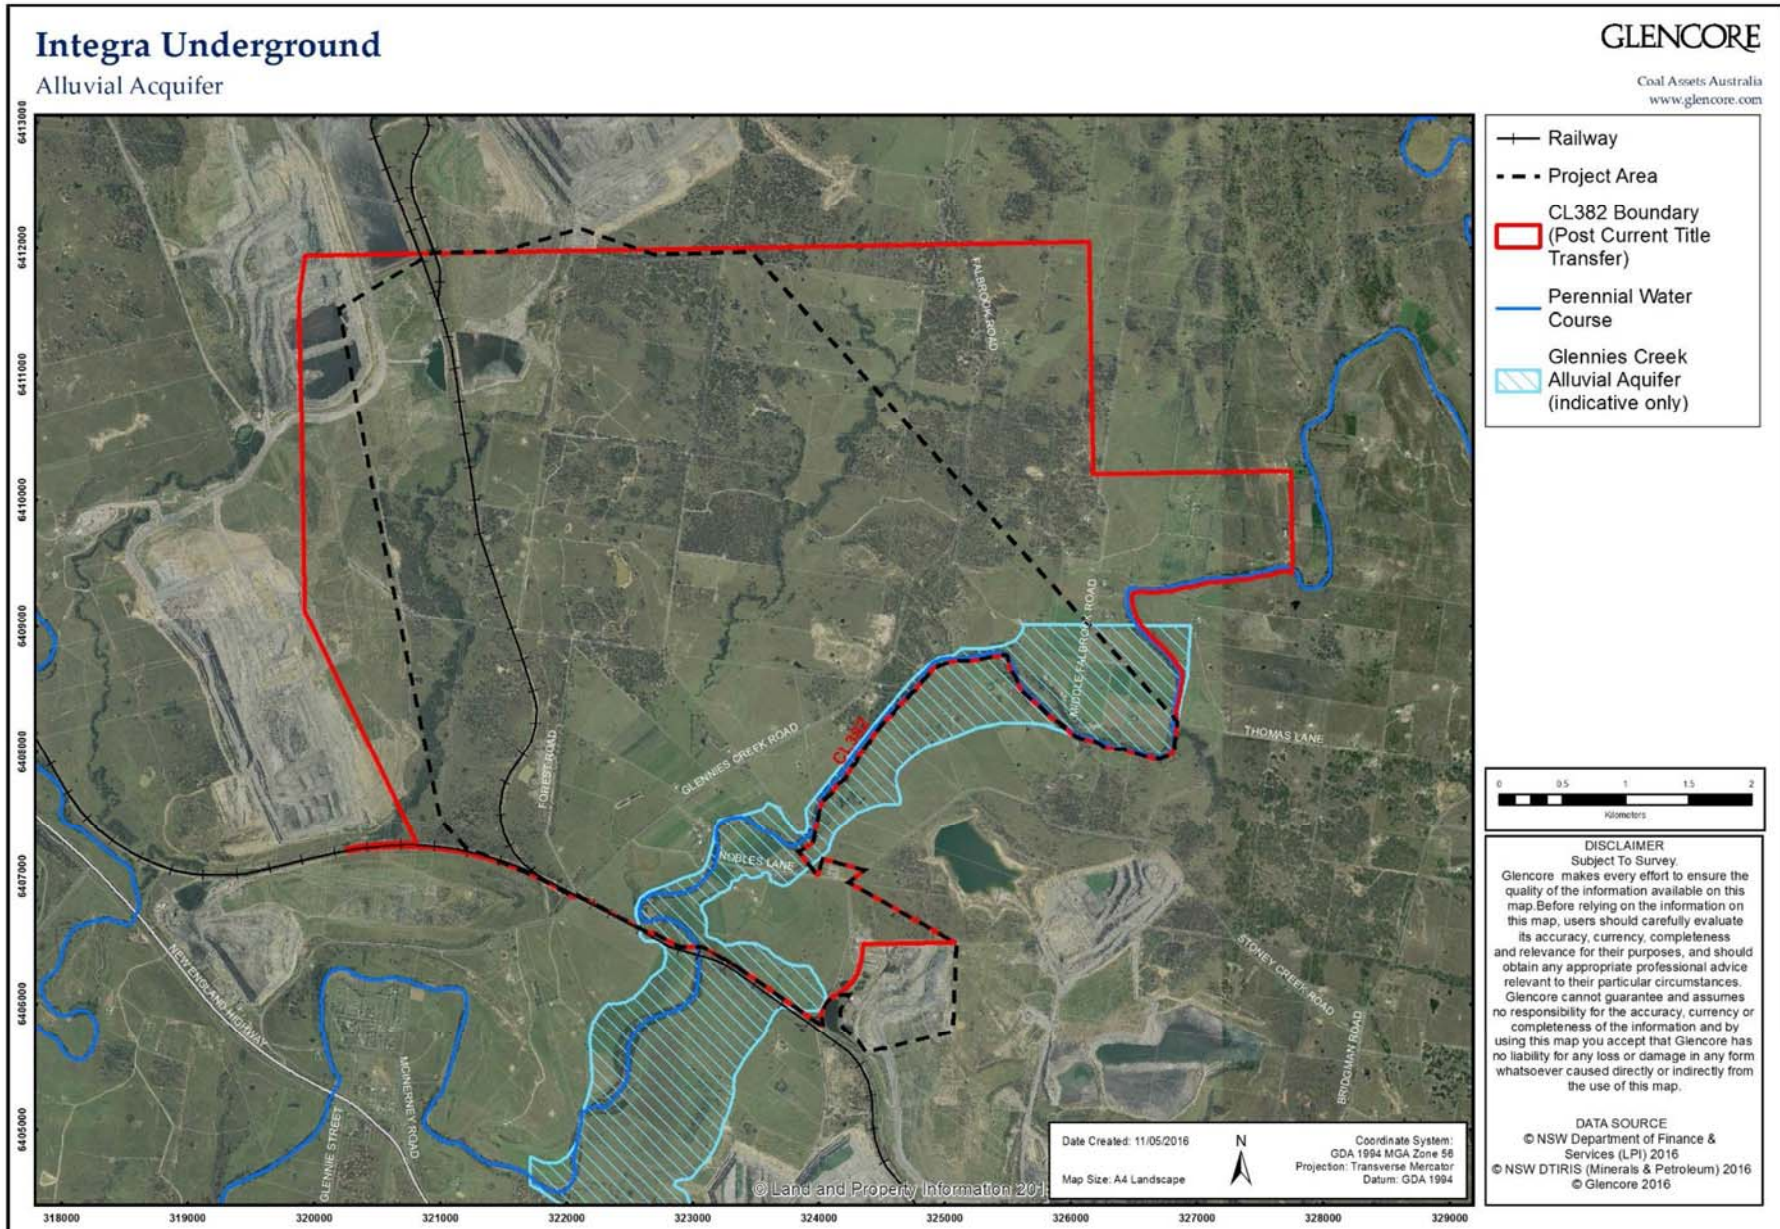 Integra Underground
Alluvial Acquifer
GLENCORE
Coal Assets Australia
www.glencore.com
Railway
Project Area
CL382 Boundary
(Post Current Title
Transfer)
Perennial Water
Course
Glennies Creek
Alluvial Aquifer
(indicative only)
6413000
6412000
6411000
6410000
6409000
6408000
6407000
6406000
6405000
FALBROOK ROAD
MIDDLE FALBROOK ROAD
THOMAS LANE
CL382
GLENNIES CREEK ROAD
FOREST ROAD
NOBLES LANE
NEW ENGLAND HIGHWAY
STONEY CREEK ROAD
BRIDGMAN ROAD
MCINERNEY ROAD
GLENNIE STREET
0 0.5 1 1.5 2
Kilometers
DISCLAIMER
Subject To Survey.
Glencore makes every effort to ensure the
quality of the information available on this
map.Before relying on the information on
this map, users should carefully evaluate
its accuracy, currency, completeness
and relevance for their purposes, and should
obtain any appropriate professional advice
relevant to their particular circumstances.
Glencore cannot guarantee and assumes
no responsibility for the accuracy, currency or
completeness of the information and by
using this map you accept that Glencore has
no liability for any loss or damage in any form
whatsoever caused directly or indirectly from
the use of this map.
DATA SOURCE
© NSW Department of Finance &
Services (LPI) 2016
© NSW DTIRIS (Minerals & Petroleum) 2016
© Glencore 2016
Date Created: 11/05/2016
Map Size: A4 Landscape
N
Coordinate System:
GDA 1994 MGA Zone 56
Projection: Transverse Mercator
Datum: GDA 1994
© Land and Property Information 201
318000 319000 320000 321000 322000 323000 324000 325000 326000 327000 328000 329000